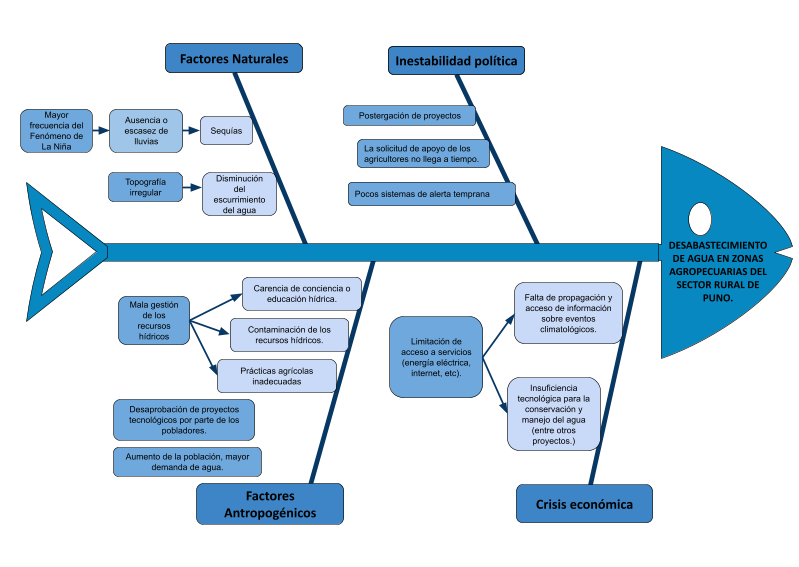 Factores Naturales
Inestabilidad política
Mayor
frecuencia del
Fenómeno de
La Niña
Ausencia o
escasez de
lluvias
Sequías
Topografía
irregular
Disminución
del
escurrimiento
del agua
Postergación de proyectos
La solicitud de apoyo de los
agricultores no llega a tiempo.
Pocos sistemas de alerta temprana
DESABASTECIMIENTO
DE AGUA EN ZONAS
AGROPECUARIAS DEL
SECTOR RURAL DE
PUNO.
Mala gestión
de los
recursos
hídricos
Carencia de conciencia o
educación hídrica.
Contaminación de los
recursos hídricos.
Prácticas agrícolas
inadecuadas
Desaprobación de proyectos
tecnológicos por parte de los
pobladores.
Aumento de la población, mayor
demanda de agua.
Factores
Antropogénicos
Limitación de
acceso a servicios
(energía eléctrica,
internet, etc).
Falta de propagación y
acceso de información
sobre eventos
climatológicos.
Insuficiencia
tecnológica para la
conservación y
manejo del agua
(entre otros
proyectos.)
Crisis económica